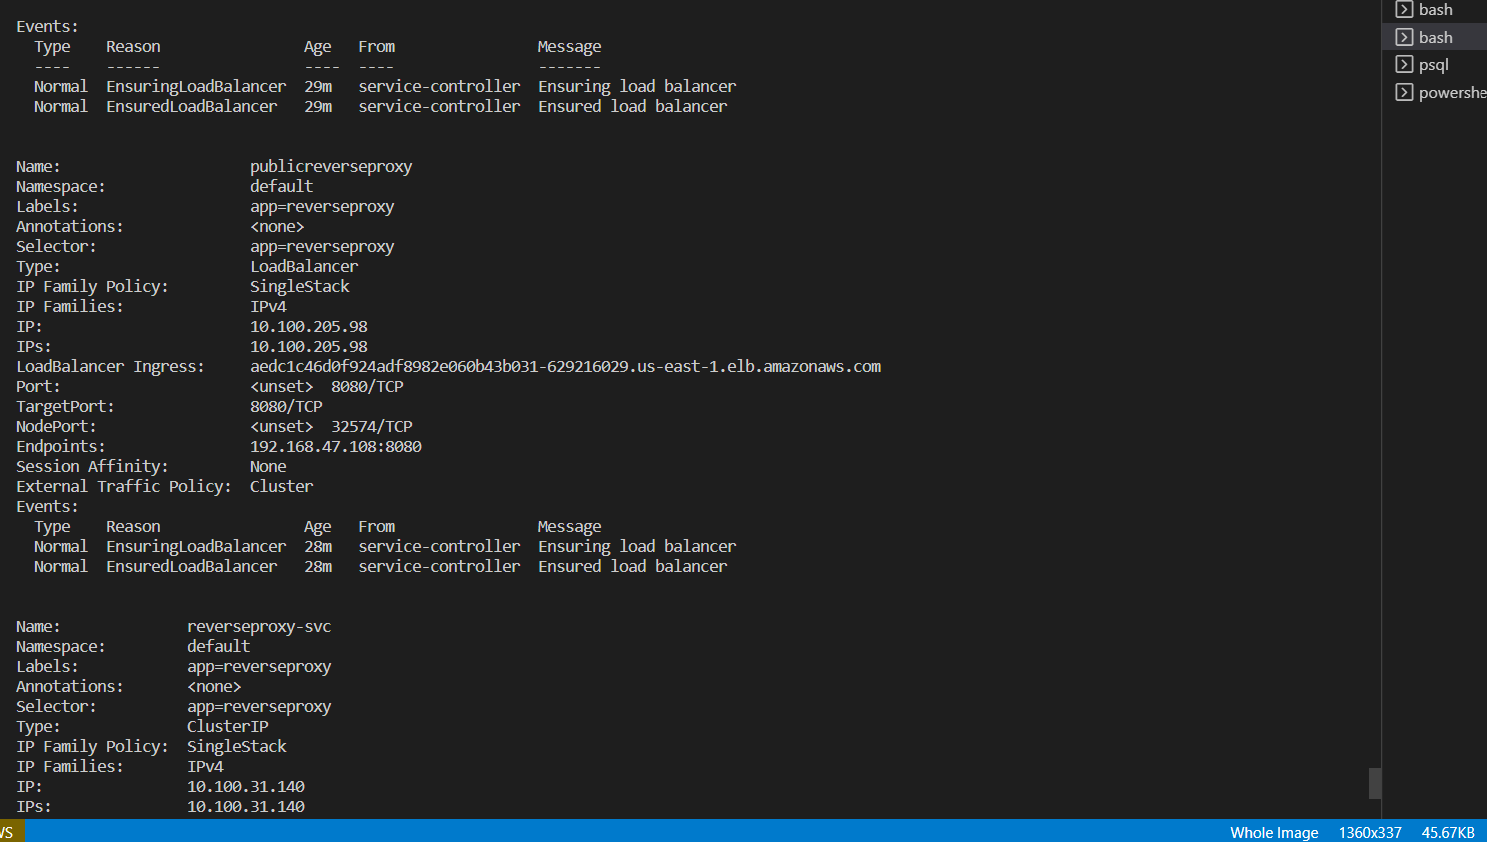 Events:
  Type    Reason                Age   From                Message
  ----    ------                ----  ----                -------
  Normal  EnsuringLoadBalancer  29m   service-controller  Ensuring load balancer
  Normal  EnsuredLoadBalancer   29m   service-controller  Ensured load balancer
Name:                     publicreverseproxy
Namespace:                default
Labels:                   app=reverseproxy
Annotations:              <none>
Selector:                 app=reverseproxy
Type:                     LoadBalancer
IP Family Policy:         SingleStack
IP Families:              IPv4
IP:                       10.100.205.98
IPs:                      10.100.205.98
LoadBalancer Ingress:     aedc1c46d0f924adf8982e060b43b031-629216029.us-east-1.elb.amazonaws.com
Port:                     <unset>  8080/TCP
TargetPort:               8080/TCP
NodePort:                 <unset>  32574/TCP
Endpoints:                192.168.47.108:8080
Session Affinity:         None
External Traffic Policy:  Cluster
Events:
  Type    Reason                Age   From                Message
  Normal  EnsuringLoadBalancer  28m   service-controller  Ensuring load balancer
  Normal  EnsuredLoadBalancer   28m   service-controller  Ensured load balancer
Name:              reverseproxy-svc
Namespace:         default
Labels:            app=reverseproxy
Annotations:       <none>
Selector:          app=reverseproxy
Type:              ClusterIP
IP Family Policy:  SingleStack
IP Families:       IPv4
IP:                10.100.31.140
IPs:               10.100.31.140
bash
bash
psql
powershe
WS
Whole Image 1360x337 45.67KB